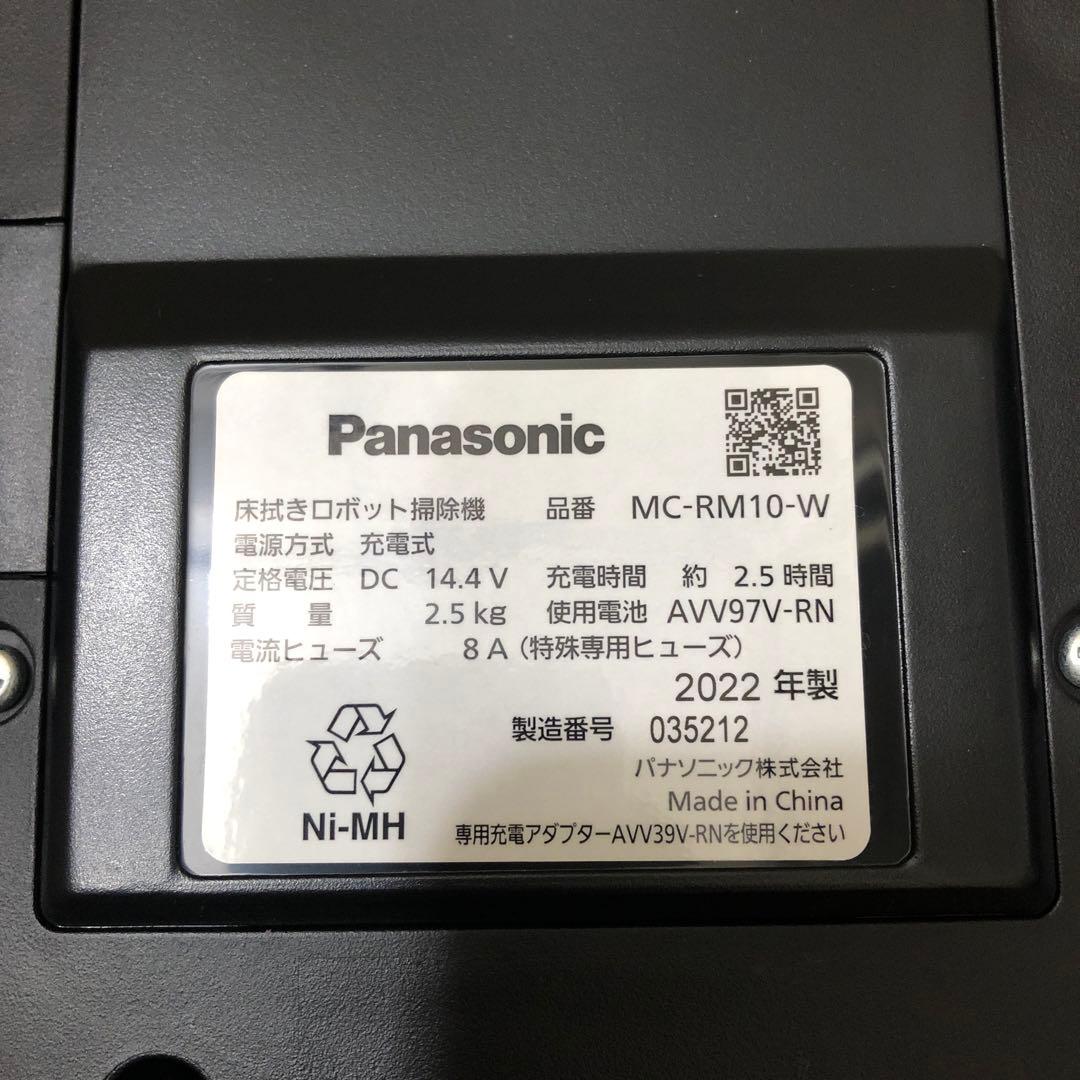 Panasonic
床拭きロボット掃除機 品番 MC-RM10-W
電源方式 充電式
定格電圧 DC 14.4 V 充電時間 約 2.5 時間
質 量 2.5 kg 使用電池 AVV97V-RN
電流ヒューズ 8 A (特殊専用ヒューズ)
2022 年製
製造番号 035212
パナソニック株式会社
Made in China
Ni-MH 専用充電アダプターAVV39V-RNを使用ください